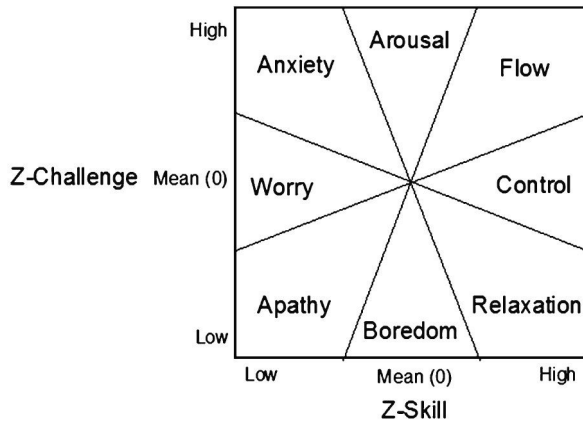 High
Anxiety
Arousal
Flow
Z-Challenge
Mean (0)
Worry
Control
Apathy
Boredom
Relaxation
Low
Low
Mean (0)
High
Z-Skill